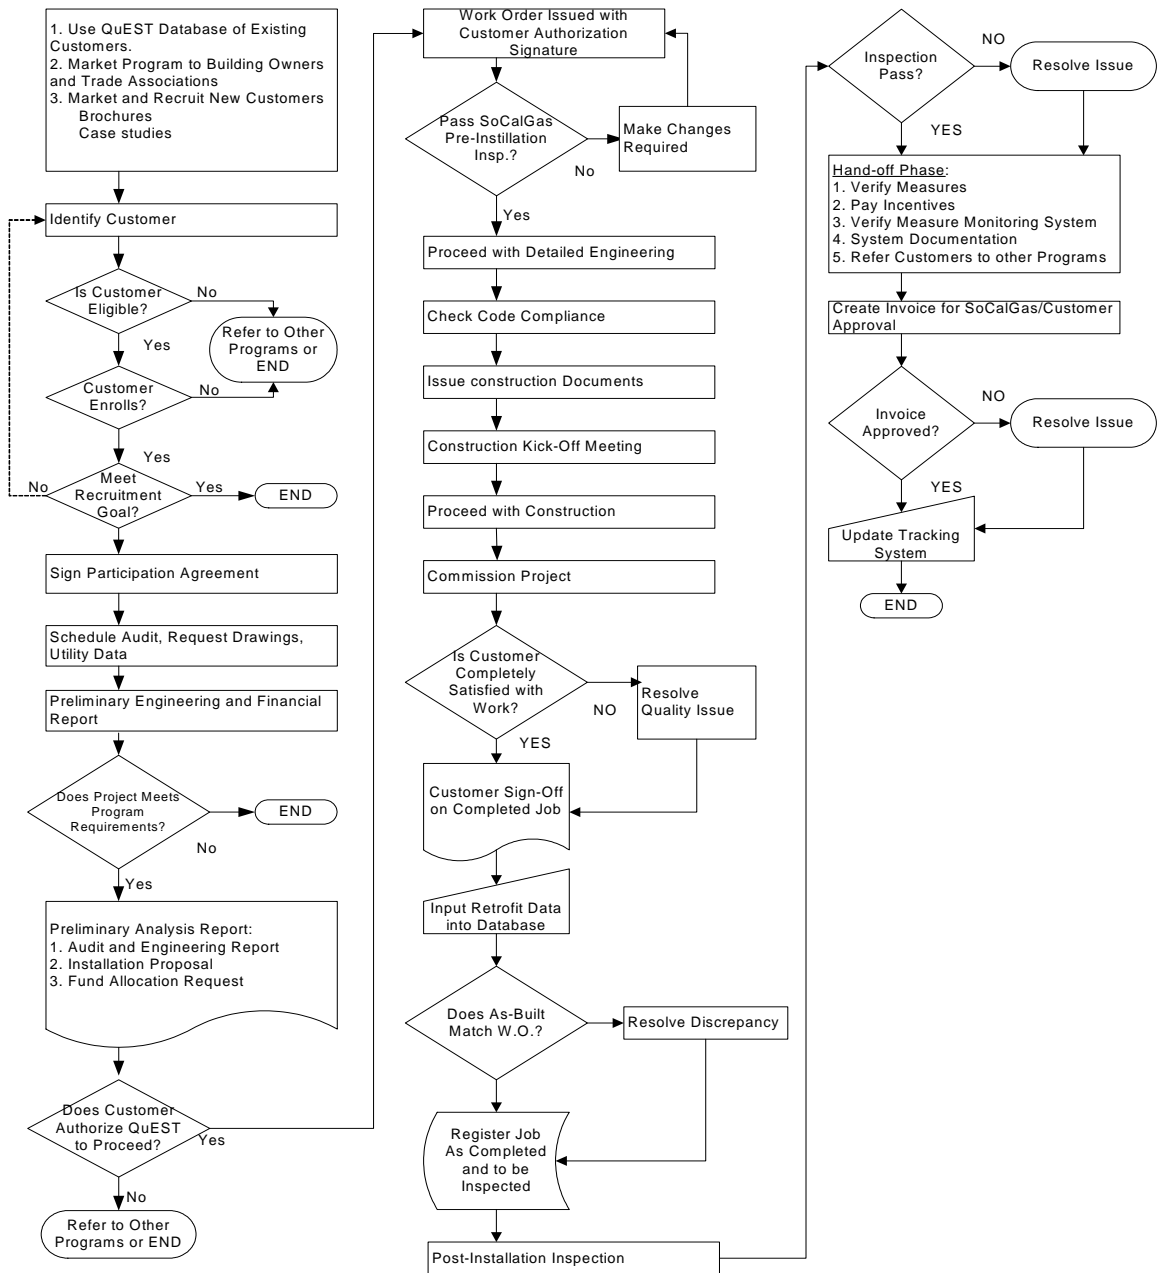 1. Use QuEST Database of Existing
Customers.
2. Market Program to Building Owners
and Trade Associations
3. Market and Recruit New Customers
Brochures
Case studies
Identify Customer
Is Customer
Eligible?
No
Refer to Other
Programs or
END
Yes
Customer
Enrolls?
No
Yes
No
Meet
Recruitment
Goal?
Yes
END
Sign Participation Agreement
Schedule Audit, Request Drawings,
Utility Data
Preliminary Engineering and Financial
Report
Does Project Meets
Program
Requirements?
END
No
Yes
Preliminary Analysis Report:
1. Audit and Engineering Report
2. Installation Proposal
3. Fund Allocation Request
Does Customer
Authorize QuEST
to Proceed?
Yes
No
Refer to Other
Programs or END
Work Order Issued with
Customer Authorization
Signature
Pass SoCalGas
Pre-Instillation
Insp.?
No
Make Changes
Required
Yes
Proceed with Detailed Engineering
Check Code Compliance
Issue construction Documents
Construction Kick-Off Meeting
Proceed with Construction
Commission Project
Is Customer
Completely
Satisfied with
Work?
NO
Resolve
Quality Issue
YES
Customer Sign-Off
on Completed Job
Input Retrofit Data
into Database
Does As-Built
Match W.O.?
Resolve Discrepancy
Register Job
As Completed
and to be
Inspected
Post-Installation Inspection
Inspection
Pass?
NO
Resolve Issue
YES
Hand-off Phase:
1. Verify Measures
2. Pay Incentives
3. Verify Measure Monitoring System
4. System Documentation
5. Refer Customers to other Programs
Create Invoice for SoCalGas/Customer
Approval
Invoice
Approved?
NO
Resolve Issue
YES
Update Tracking
System
END